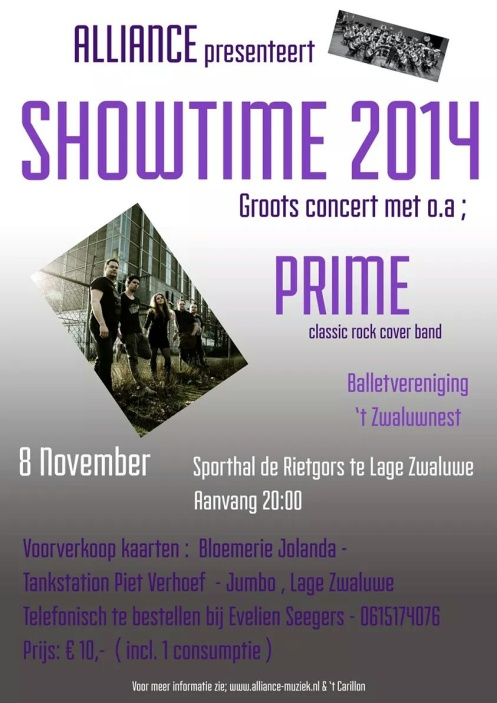 ALLIANCE presenteert
SHOWTIME 2014
Groots concert met o.a ;
PRIME
classic rock cover band
Balletvereniging
't Zwaluwnest
8 November
Sporthal de Rietgors te Lage Zwaluwe
Aanvang 20:00
Voorverkoop kaarten : Bloemerie Jolanda -
Tankstation Piet Verhoef - Jumbo , Lage Zwaluwe
Telefonisch te bestellen bij Evelien Seegers - 0615174076
Prijs: € 10,- ( incl. 1 consumptie )
Voor meer informatie zie; www.alliance-muziek.nl & 't Carillon